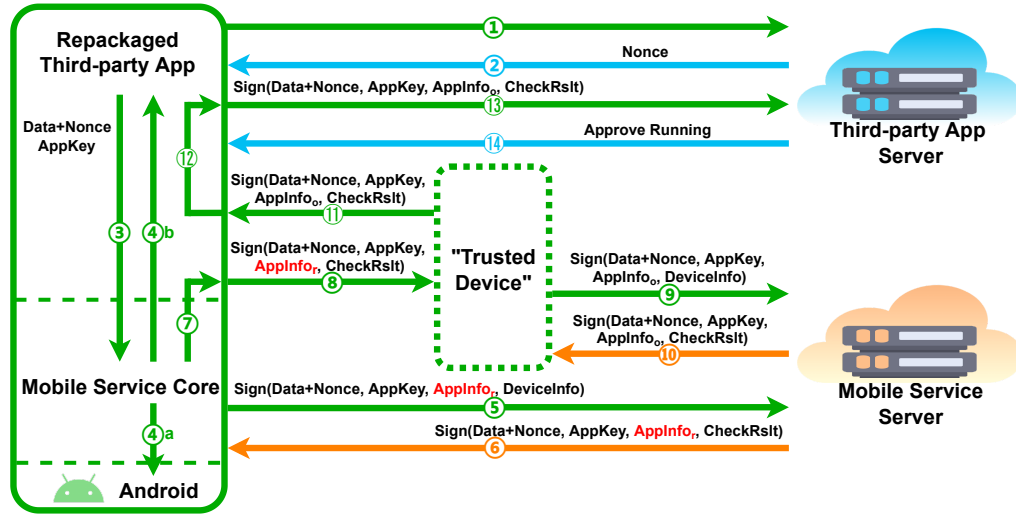 Repackaged
Third-party App
①
②
Nonce
Sign(Data+Nonce, AppKey, AppInfoₒ, CheckRslt)
⑬
Third-party App
Server
Approve Running
⑭
Data+Nonce
AppKey
⑫
Sign(Data+Nonce, AppKey,
AppInfoₒ, CheckRslt)
⑪
③
④b
Sign(Data+Nonce, AppKey,
AppInfoᵣ, CheckRslt)
⑧
"Trusted
Device"
Sign(Data+Nonce, AppKey,
AppInfoₒ, DeviceInfo)
⑨
⑦
Sign(Data+Nonce, AppKey,
AppInfoₒ, CheckRslt)
⑩
Mobile Service Core
Sign(Data+Nonce, AppKey, AppInfoᵣ, DeviceInfo)
⑤
Mobile Service
Server
④a
Sign(Data+Nonce, AppKey, AppInfoᵣ, CheckRslt)
⑥
Android